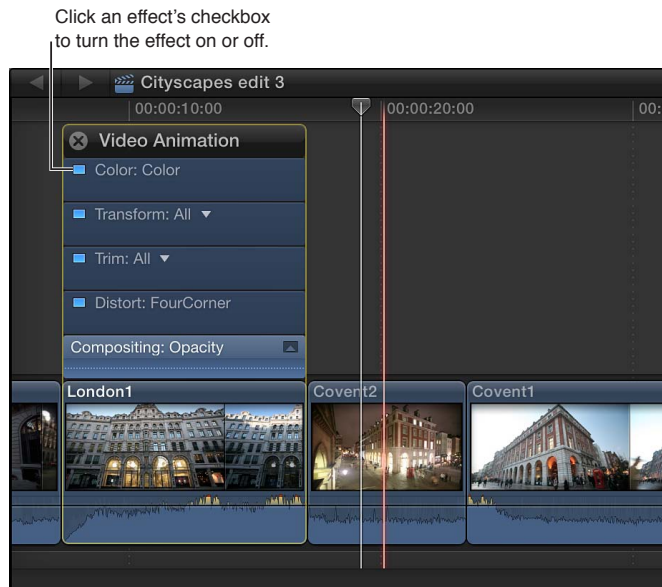 Click an effect’s checkbox
to turn the effect on or off.
Cityscapes edit 3
00:00:10:00
00:00:20:00
00:
Video Animation
Color: Color
Transform: All
Trim: All
Distort: FourCorner
Compositing: Opacity
London1
Covent2
Covent1